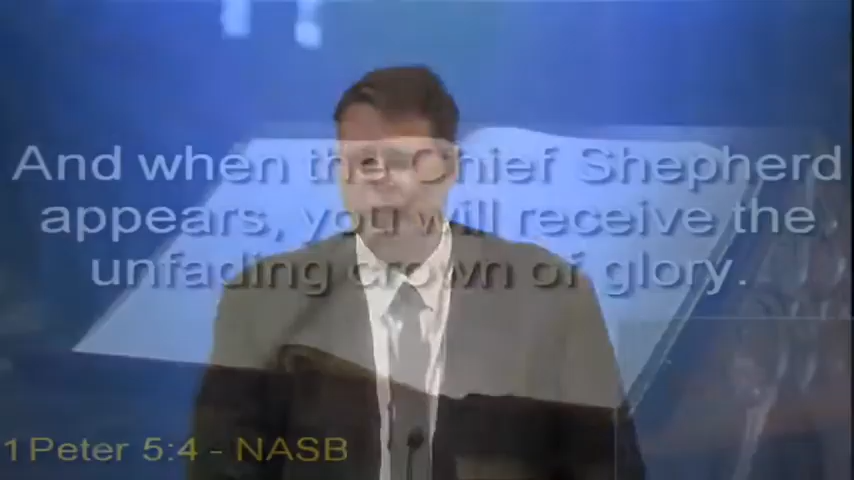 And when the Chief Shepherd
appears, you will receive the
unfading crown of glory.
1 Peter 5:4 - NASB